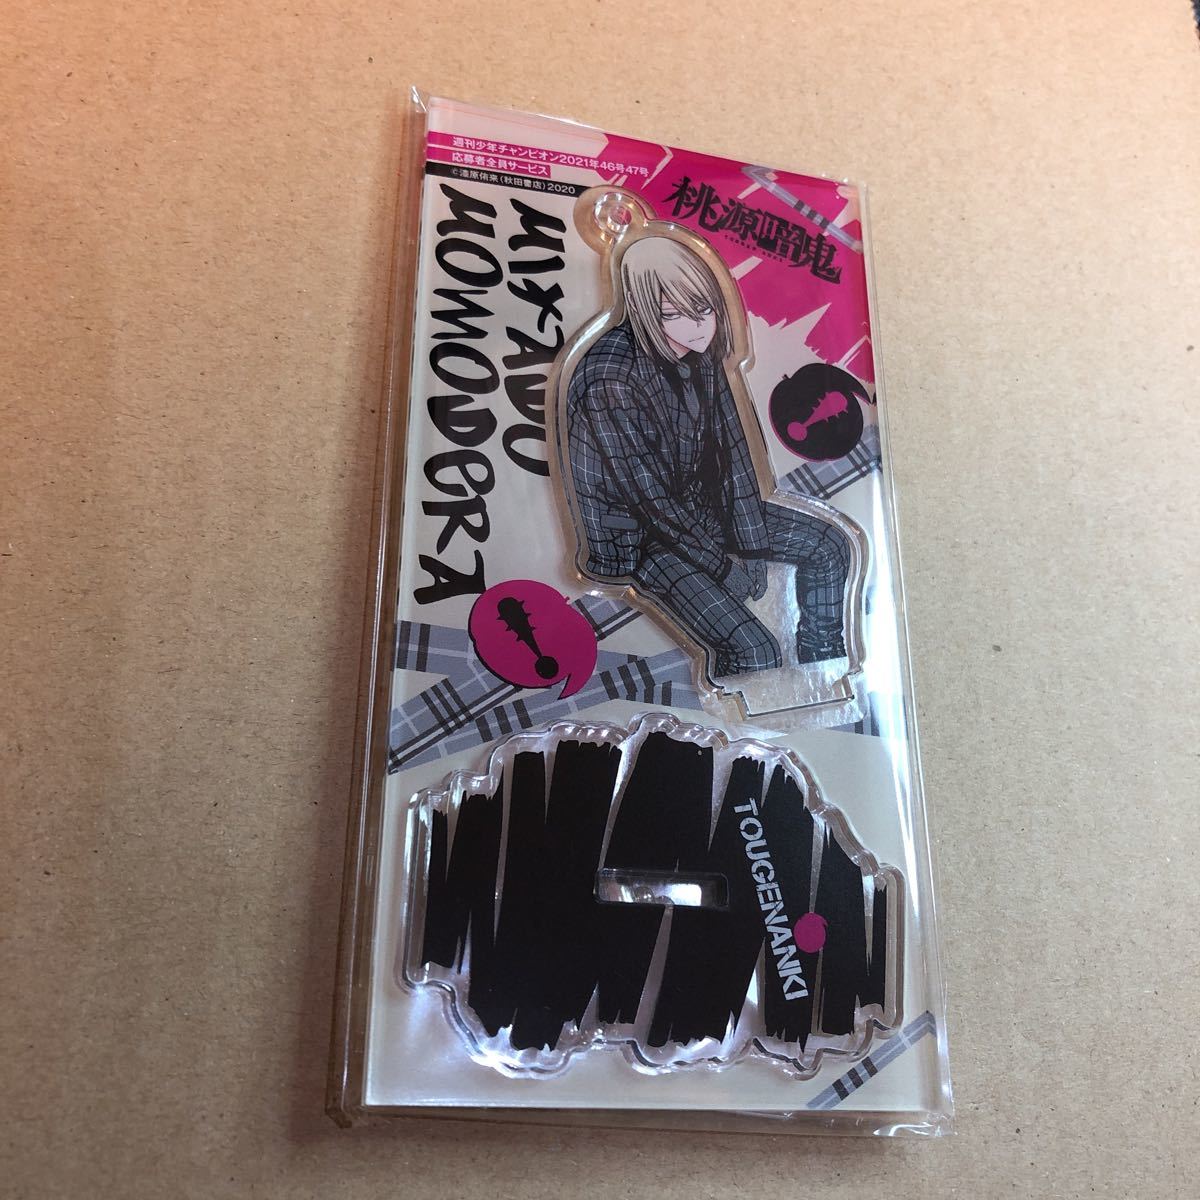 週刊少年チャンピオン2021年46号47号
応募者全員サービス
©漆原侑来(秋田書店)2020
桃源暗鬼
TOUGEN ANKI
MIKADO
MOMODERA
TOUGENANKI